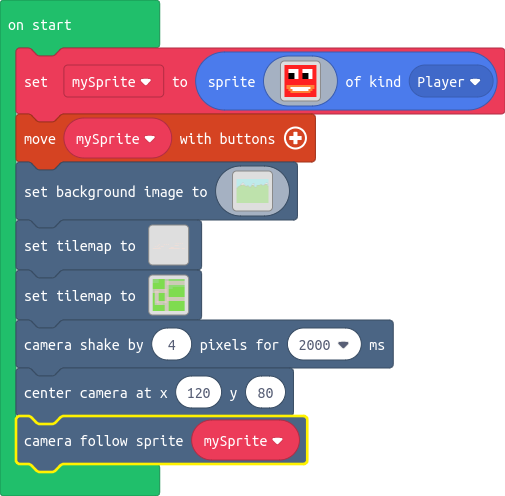 on start
set mySprite to sprite of kind Player
move mySprite with buttons
set background image to
set tilemap to
set tilemap to
camera shake by 4 pixels for 2000 ms
center camera at x 120 y 80
camera follow sprite mySprite